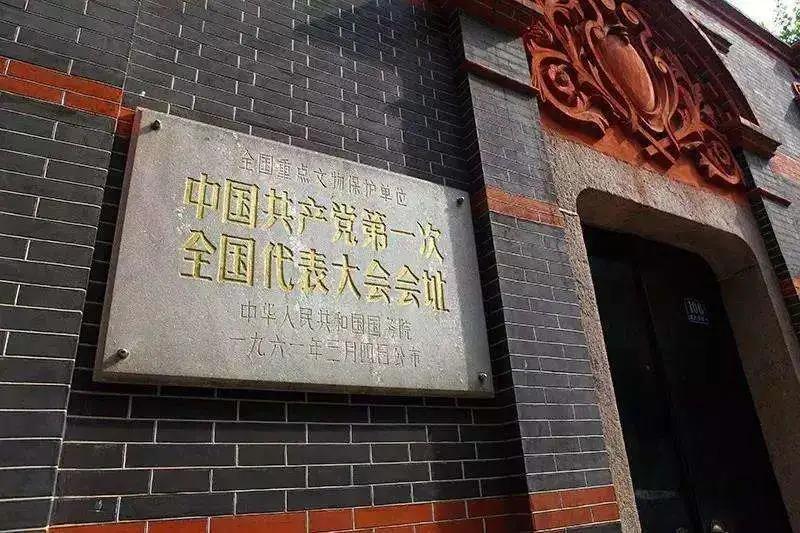 全国重点文物保护单位
中国共产党第一次
全国代表大会会址
中华人民共和国国务院
一九六一年三月四日公布
106